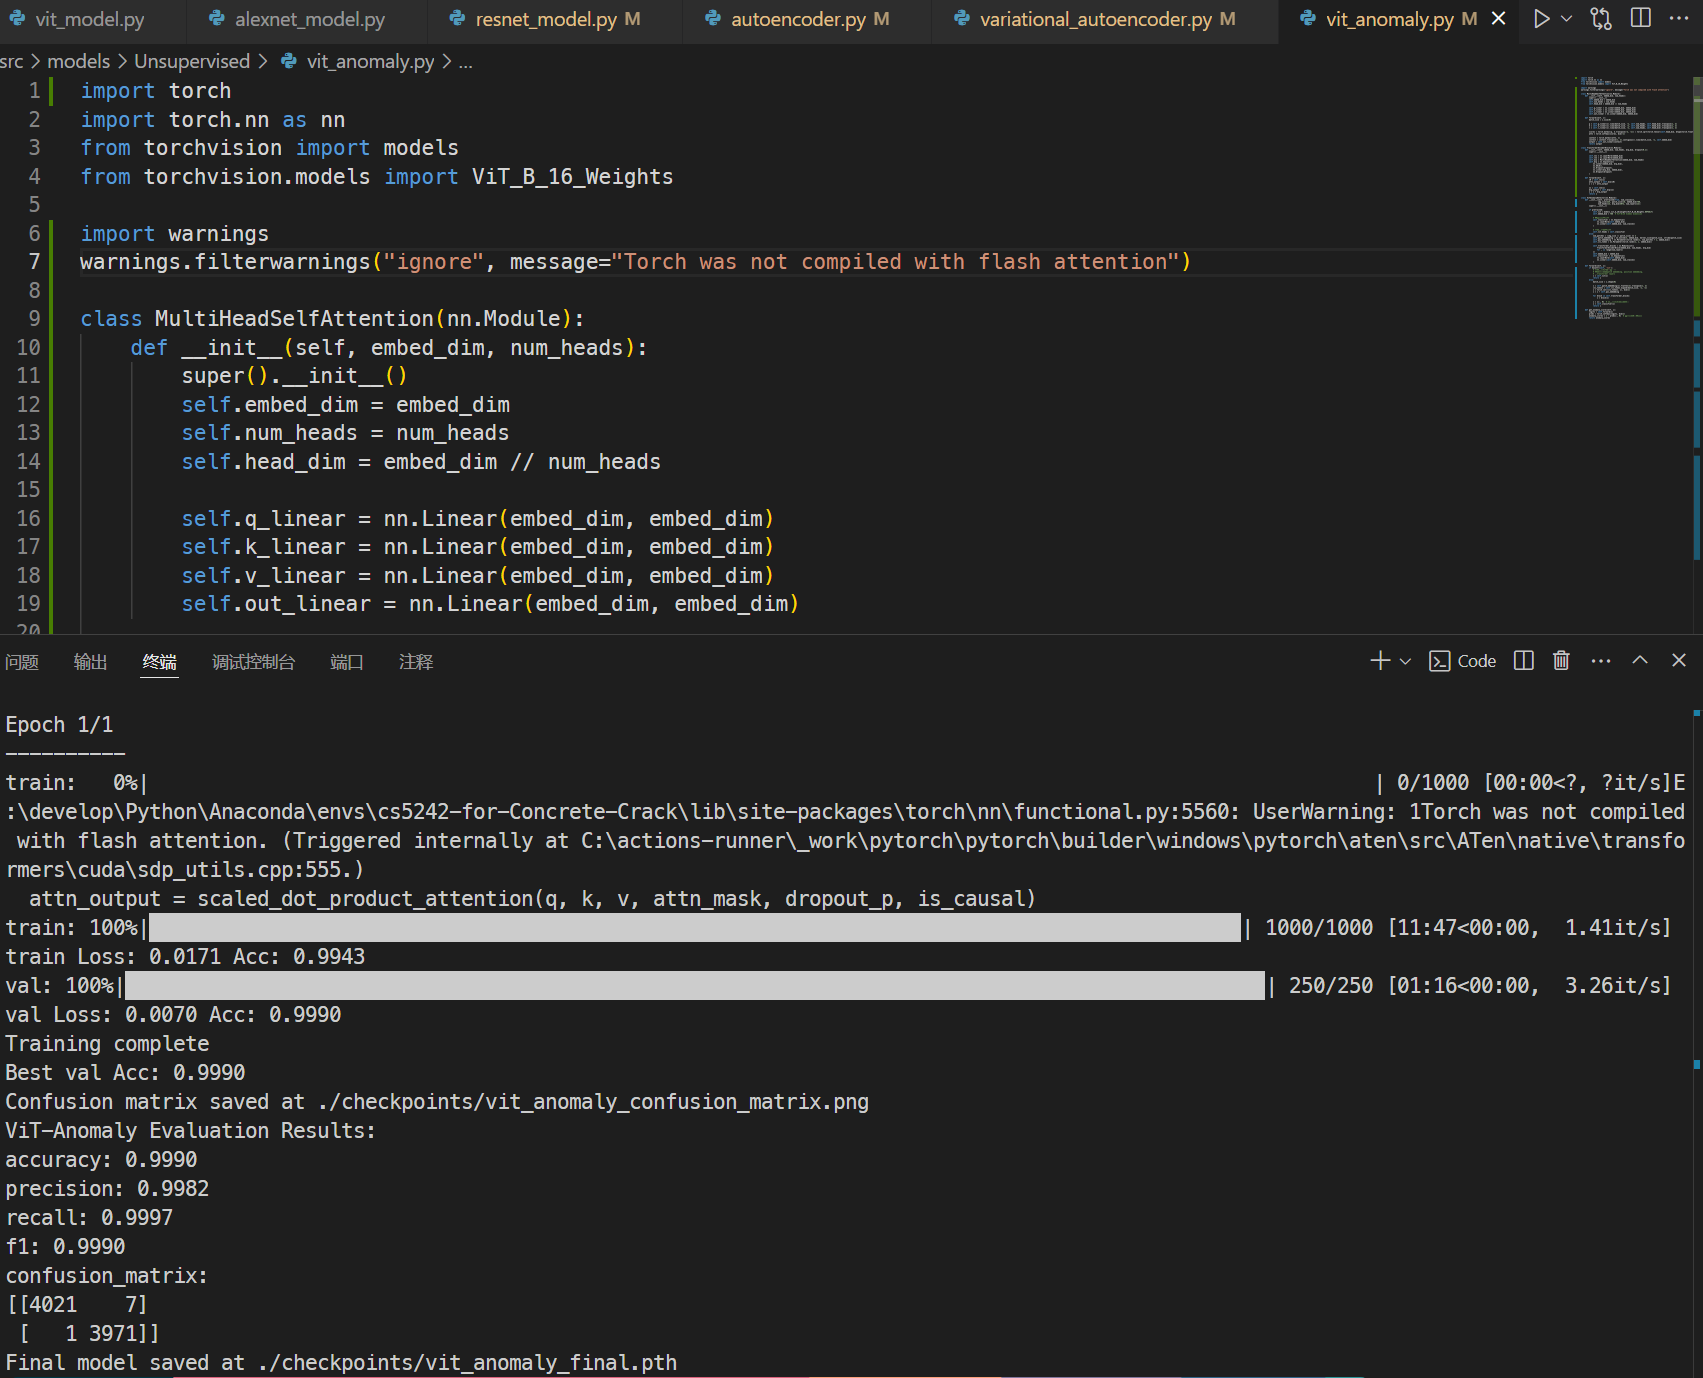 vit_model.py alexnet_model.py resnet_model.py M autoencoder.py M variational_autoencoder.py M vit_anomaly.py M
src > models > Unsupervised > vit_anomaly.py > ...
1 import torch
2 import torch.nn as nn
3 from torchvision import models
4 from torchvision.models import ViT_B_16_Weights
5
6 import warnings
7 warnings.filterwarnings("ignore", message="Torch was not compiled with flash attention")
8
9 class MultiHeadSelfAttention(nn.Module):
10 def __init__(self, embed_dim, num_heads):
11 super().__init__()
12 self.embed_dim = embed_dim
13 self.num_heads = num_heads
14 self.head_dim = embed_dim // num_heads
15
16 self.q_linear = nn.Linear(embed_dim, embed_dim)
17 self.k_linear = nn.Linear(embed_dim, embed_dim)
18 self.v_linear = nn.Linear(embed_dim, embed_dim)
19 self.out_linear = nn.Linear(embed_dim, embed_dim)
20
问题 输出 终端 调试控制台 端口 注释 Code
Epoch 1/1
----------
train:   0%| | 0/1000 [00:00<?, ?it/s]E
:\develop\Python\Anaconda\envs\cs5242-for-Concrete-Crack\lib\site-packages\torch\nn\functional.py:5560: UserWarning: 1Torch was not compiled
with flash attention. (Triggered internally at C:\actions-runner\_work\pytorch\pytorch\builder\windows\pytorch\aten\src\ATen\native\transfo
rmers\cuda\sdp_utils.cpp:555.)
attn_output = scaled_dot_product_attention(q, k, v, attn_mask, dropout_p, is_causal)
train: 100%| | 1000/1000 [11:47<00:00,  1.41it/s]
train Loss: 0.0171 Acc: 0.9943
val: 100%| | 250/250 [01:16<00:00,  3.26it/s]
val Loss: 0.0070 Acc: 0.9990
Training complete
Best val Acc: 0.9990
Confusion matrix saved at ./checkpoints/vit_anomaly_confusion_matrix.png
ViT-Anomaly Evaluation Results:
accuracy: 0.9990
precision: 0.9982
recall: 0.9997
f1: 0.9990
confusion_matrix:
[[4021    7]
[   1 3971]]
Final model saved at ./checkpoints/vit_anomaly_final.pth